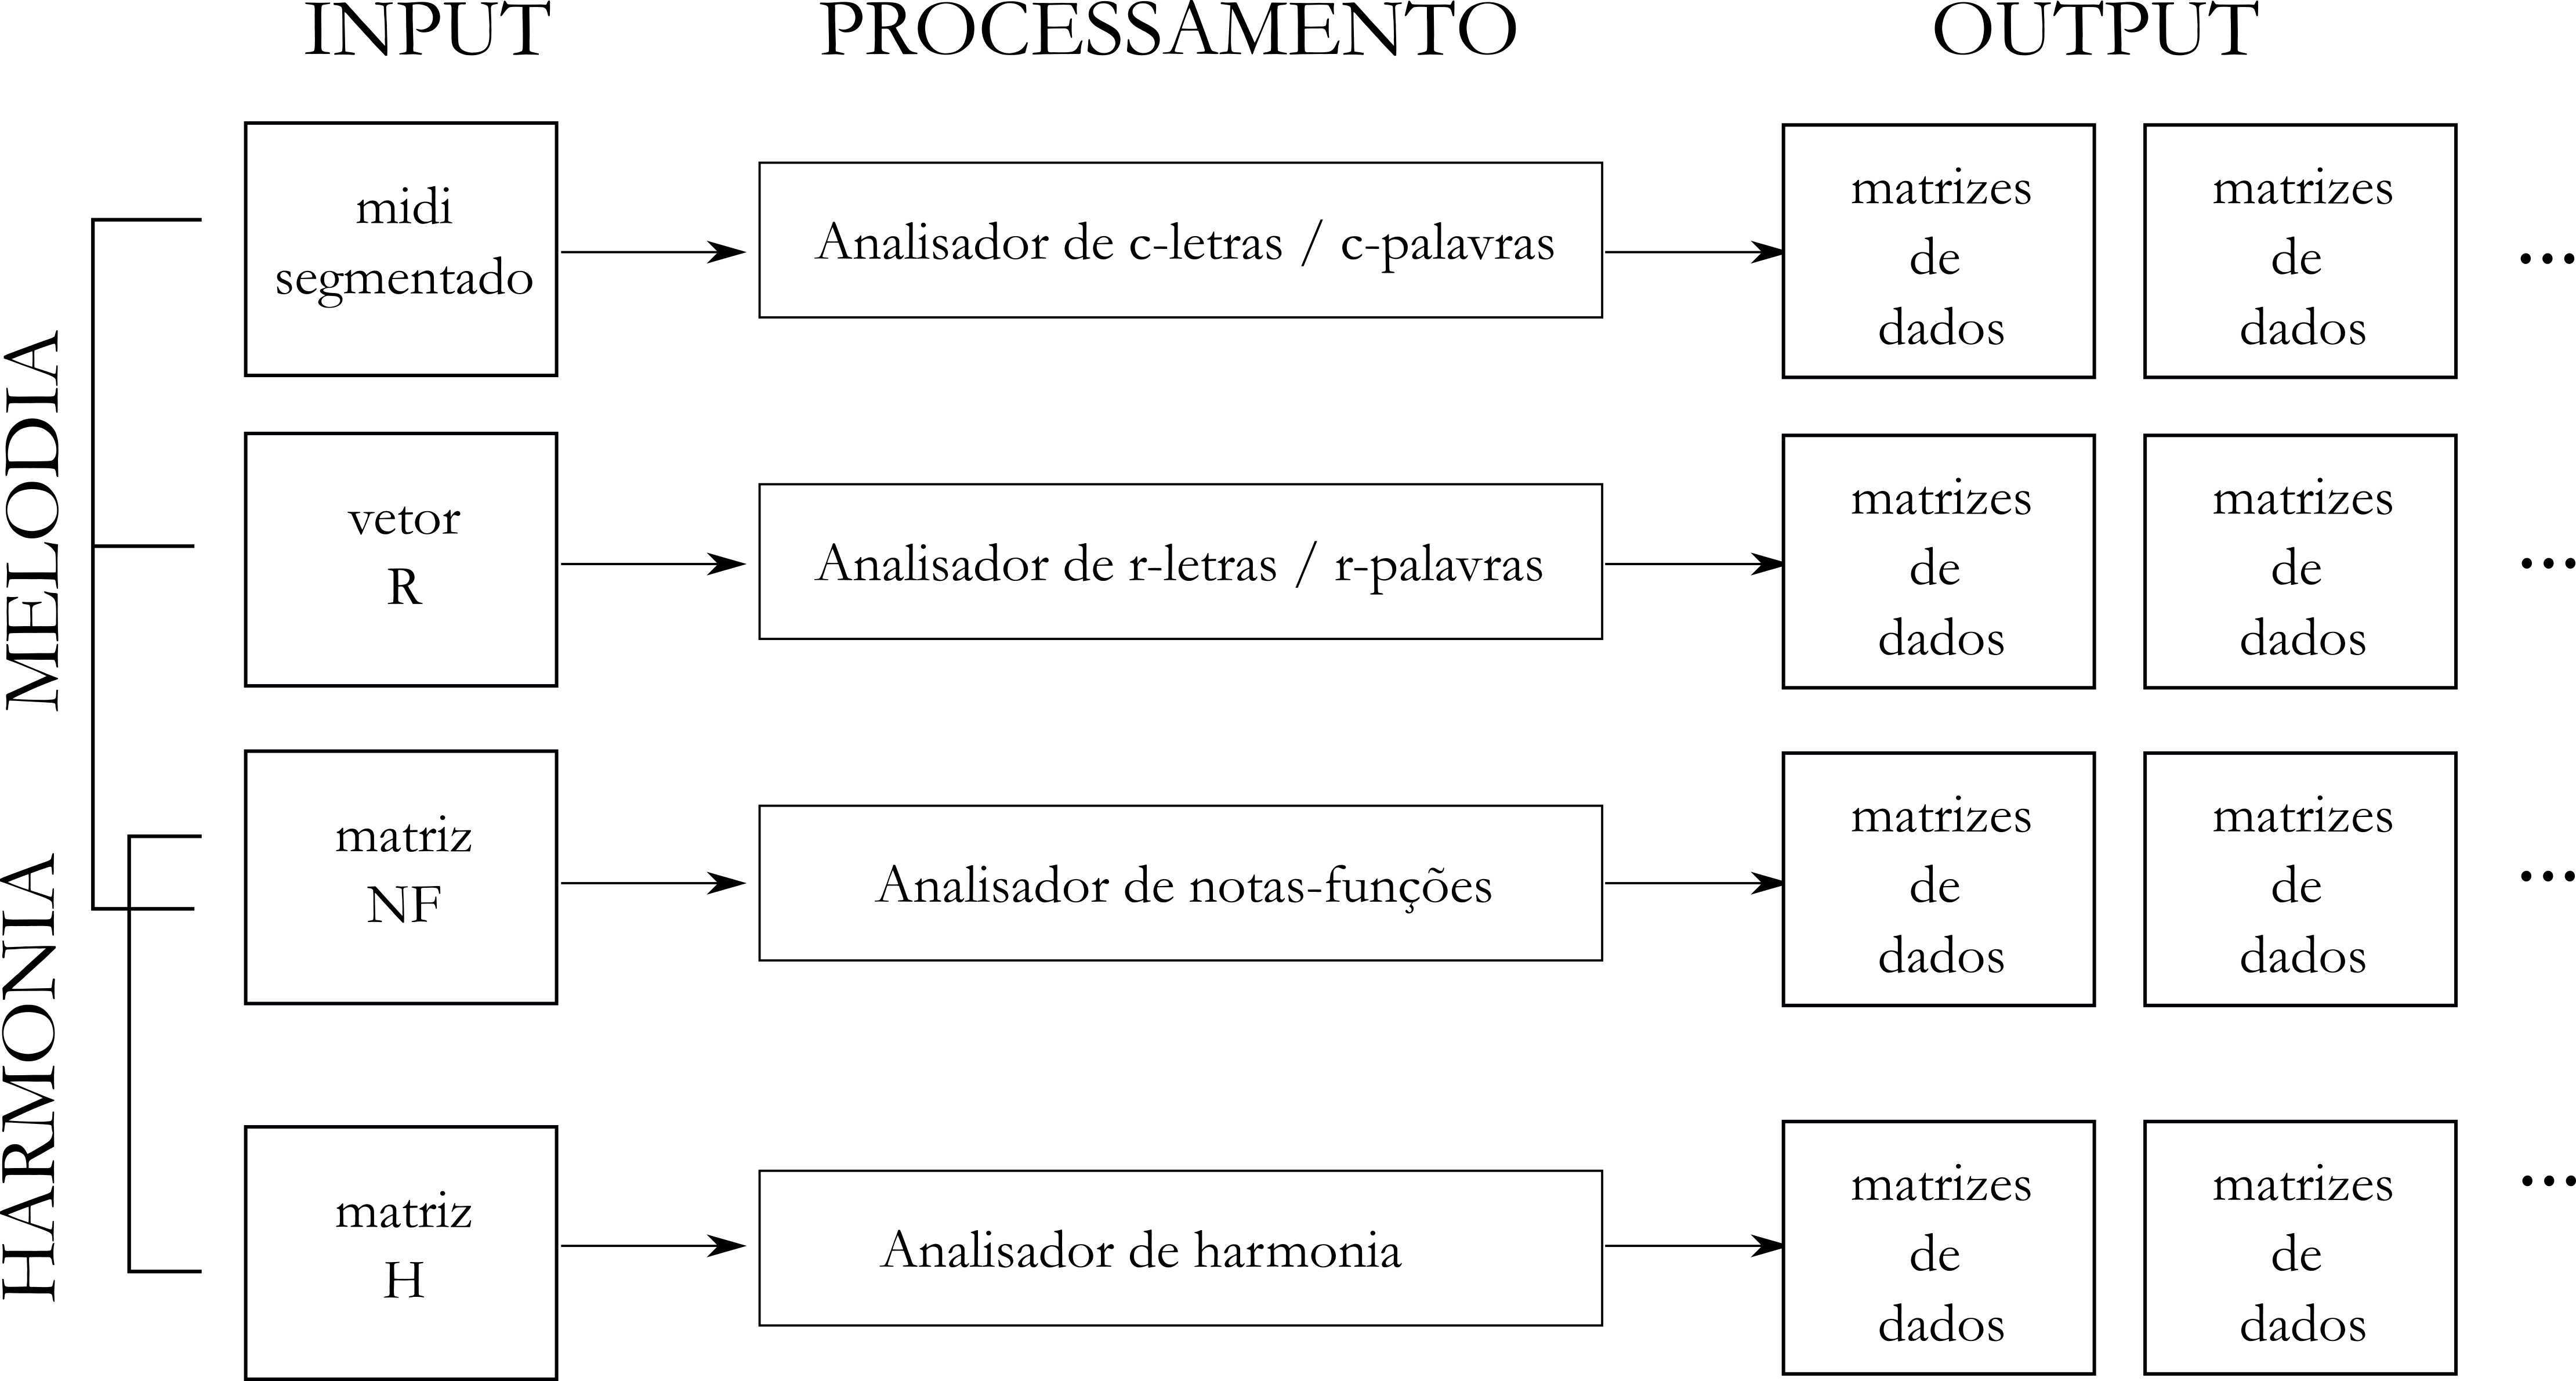 INPUT
PROCESSAMENTO
OUTPUT
MELODIA
HARMONIA
midi
segmentado
Analisador de c-letras / c-palavras
matrizes
de
dados
matrizes
de
dados
...
vetor
R
Analisador de r-letras / r-palavras
matrizes
de
dados
matrizes
de
dados
...
matriz
NF
Analisador de notas-funções
matrizes
de
dados
matrizes
de
dados
...
matriz
H
Analisador de harmonia
matrizes
de
dados
matrizes
de
dados
...